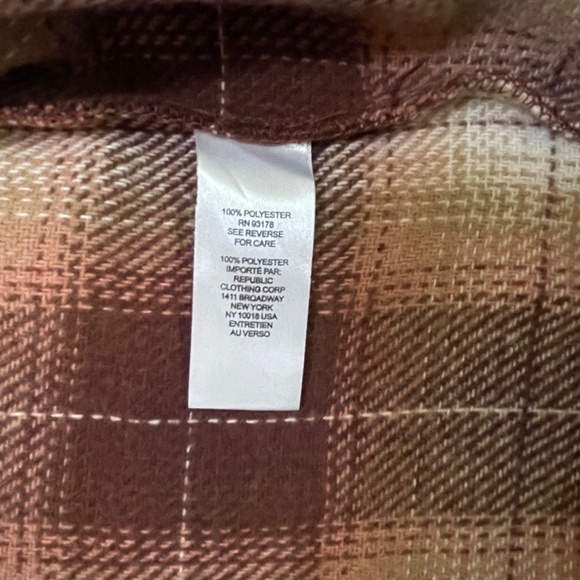 100% POLYESTER
RN 93178
SEE REVERSE
FOR CARE
100% POLYESTER
IMPORTÉ PAR:
REPUBLIC
CLOTHING CORP
1411 BROADWAY
NEW YORK
NY 10018 USA
ENTRETIEN
AU VERSO